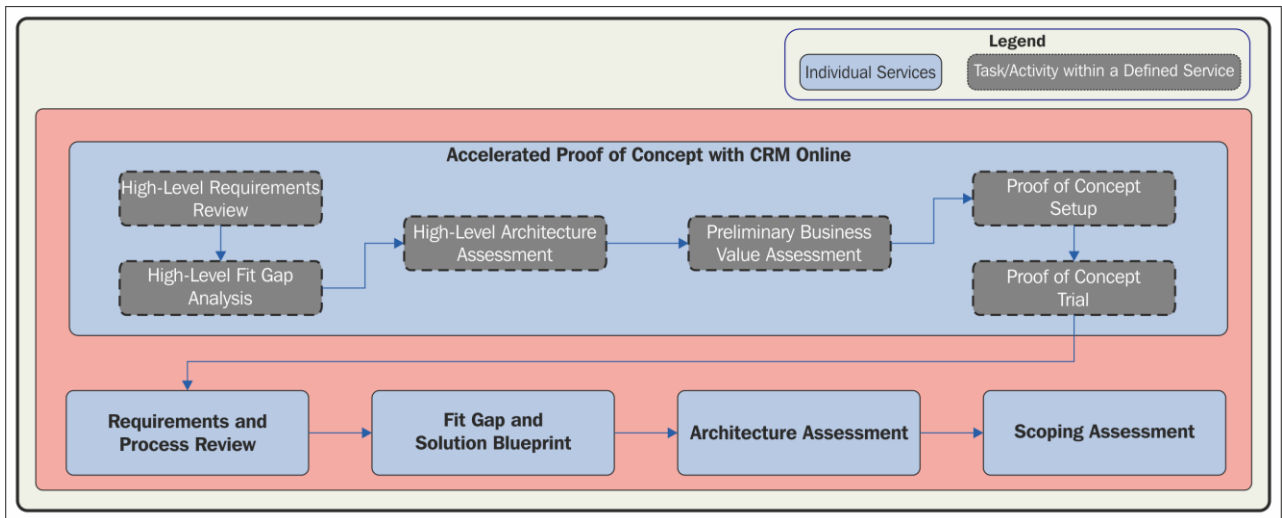 Legend
Individual Services
Task/Activity within a Defined Service
Accelerated Proof of Concept with CRM Online
High-Level Requirements
Review
High-Level Fit Gap
Analysis
High-Level Architecture
Assessment
Preliminary Business
Value Assessment
Proof of Concept
Setup
Proof of Concept
Trial
Requirements and
Process Review
Fit Gap and
Solution Blueprint
Architecture Assessment
Scoping Assessment